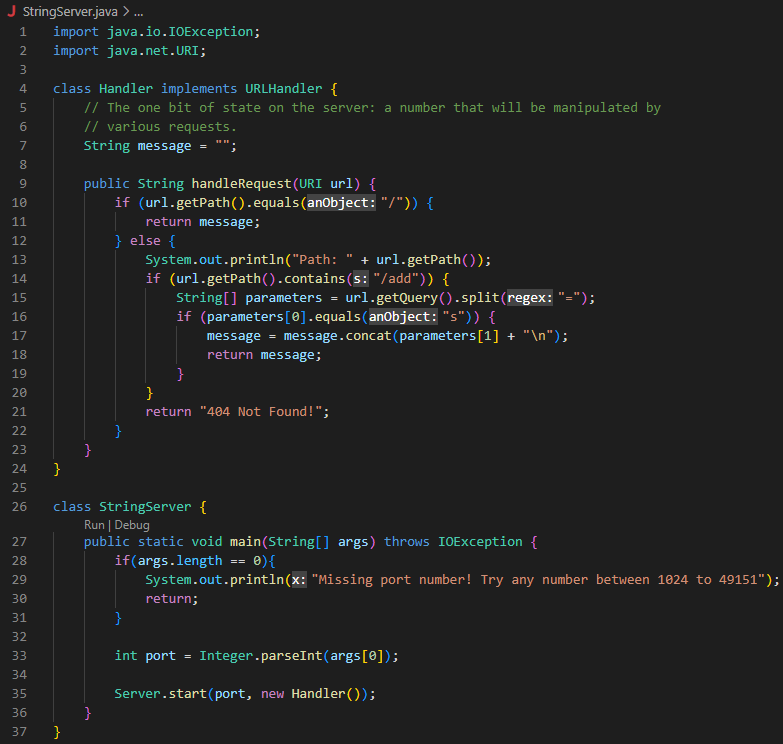 J StringServer.java > ...
1 import java.io.IOException;
2 import java.net.URI;
3
4 class Handler implements URLHandler {
5     // The one bit of state on the server: a number that will be manipulated by
6     // various requests.
7     String message = "";
8
9     public String handleRequest(URI url) {
10         if (url.getPath().equals(anObject: "/")) {
11             return message;
12         } else {
13             System.out.println("Path: " + url.getPath());
14             if (url.getPath().contains(s: "/add")) {
15                 String[] parameters = url.getQuery().split(regex: "=");
16                 if (parameters[0].equals(anObject: "s")) {
17                     message = message.concat(parameters[1] + "\n");
18                     return message;
19                 }
20             }
21             return "404 Not Found!";
22         }
23     }
24 }
25
26 class StringServer {
Run | Debug
27     public static void main(String[] args) throws IOException {
28         if(args.length == 0){
29             System.out.println(x: "Missing port number! Try any number between 1024 to 49151");
30             return;
31         }
32
33         int port = Integer.parseInt(args[0]);
34
35         Server.start(port, new Handler());
36     }
37 }